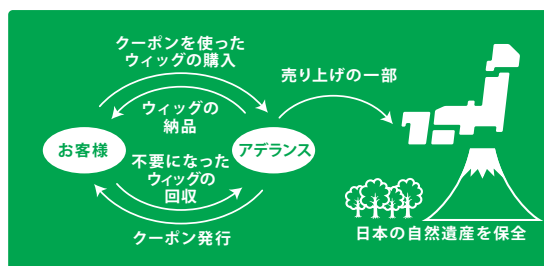 クーポンを使った
ウィッグの購入
売り上げの一部
ウィッグの
納品
お客様
アデランス
不要になった
ウィッグの
回収
クーポン発行
日本の自然遺産を保全